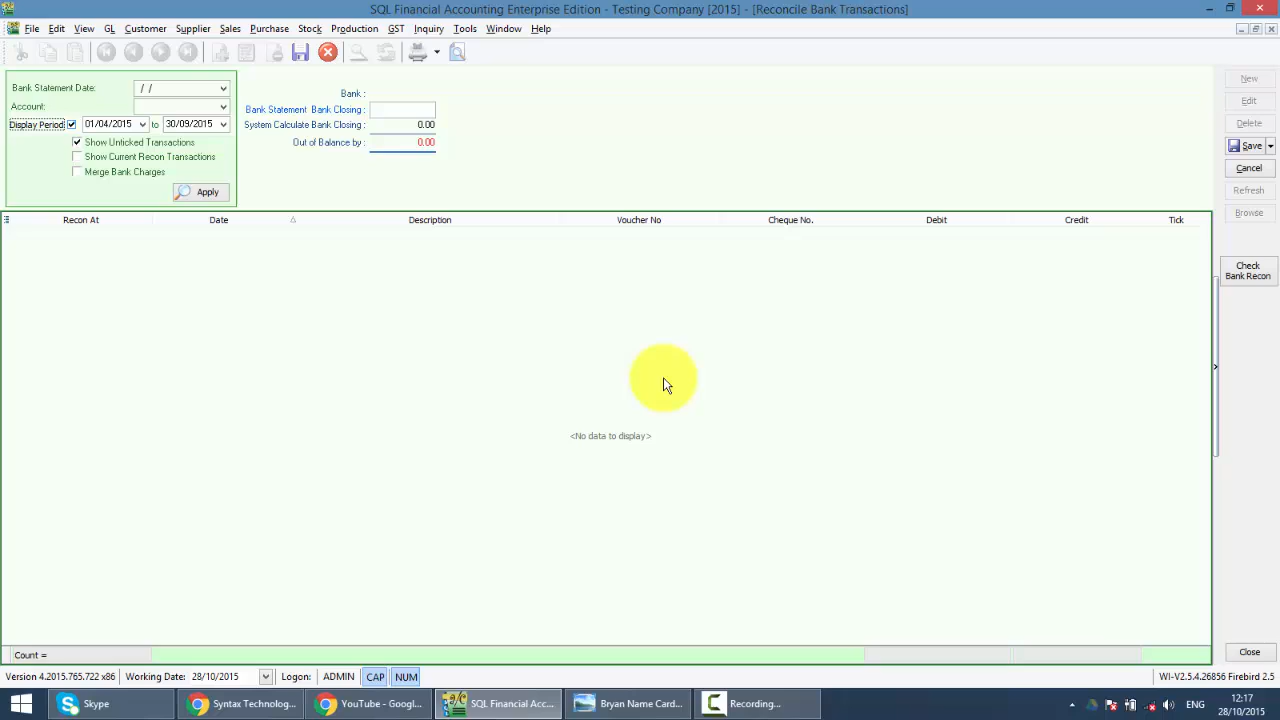 SQL Financial Accounting Enterprise Edition - Testing Company [2015] - [Reconcile Bank Transactions]
File Edit View GL Customer Supplier Sales Purchase Stock Production GST Inquiry Tools Window Help
Bank Statement Date: / /
Account:
Display Period: 01/04/2015 to 30/09/2015
Show Unticked Transactions
Show Current Recon Transactions
Merge Bank Charges
Apply
Bank :
Bank Statement Bank Closing :
System Calculate Bank Closing : 0.00
Out of Balance by : 0.00
New
Edit
Delete
Save
Cancel
Refresh
Browse
Check
Bank Recon
Recon At Date Description Voucher No Cheque No. Debit Credit Tick
<No data to display>
Count =
Close
Version 4.2015.765.722 x86 Working Date: 28/10/2015 Logon: ADMIN CAP NUM WI-V2.5.4.26856 Firebird 2.5
Skype Syntax Technolog... YouTube - Googl... SQL Financial Acc... Bryan Name Card... Recording... ENG 12:17
28/10/2015